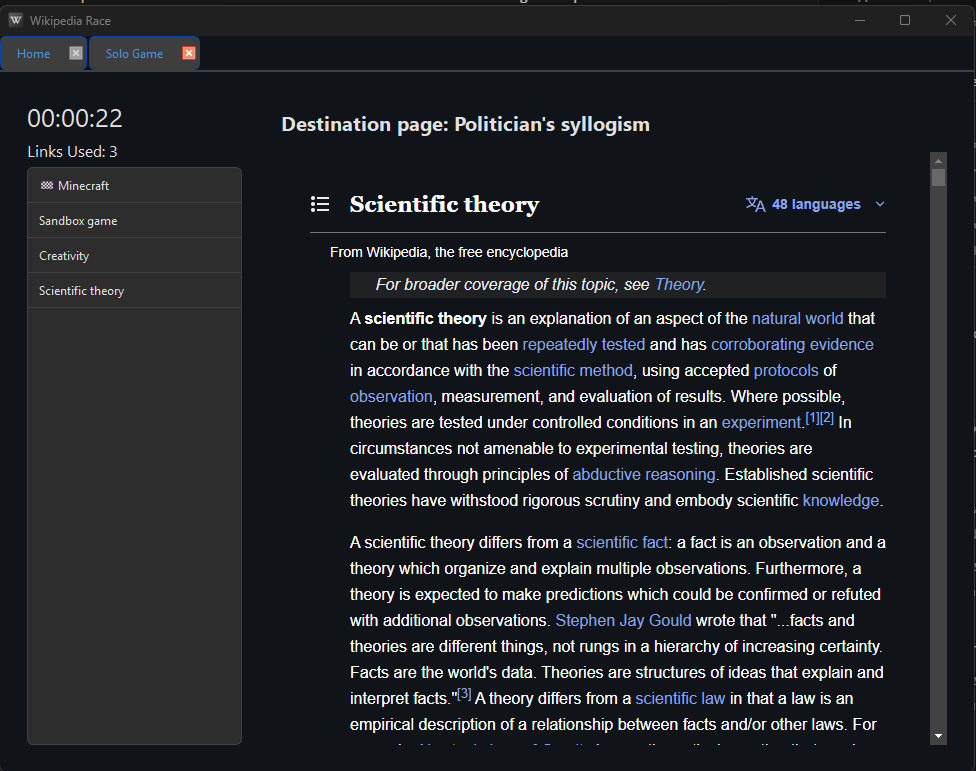 W Wikipedia Race
Home
Solo Game
00:00:22
Destination page: Politician's syllogism
Links Used: 3
Minecraft
Sandbox game
Creativity
Scientific theory
Scientific theory
48 languages
From Wikipedia, the free encyclopedia
For broader coverage of this topic, see Theory.
A scientific theory is an explanation of an aspect of the natural world that
can be or that has been repeatedly tested and has corroborating evidence
in accordance with the scientific method, using accepted protocols of
observation, measurement, and evaluation of results. Where possible,
theories are tested under controlled conditions in an experiment.[1][2] In
circumstances not amenable to experimental testing, theories are
evaluated through principles of abductive reasoning. Established scientific
theories have withstood rigorous scrutiny and embody scientific knowledge.
A scientific theory differs from a scientific fact: a fact is an observation and a
theory which organize and explain multiple observations. Furthermore, a
theory is expected to make predictions which could be confirmed or refuted
with additional observations. Stephen Jay Gould wrote that "...facts and
theories are different things, not rungs in a hierarchy of increasing certainty.
Facts are the world's data. Theories are structures of ideas that explain and
interpret facts."[3] A theory differs from a scientific law in that a law is an
empirical description of a relationship between facts and/or other laws. For